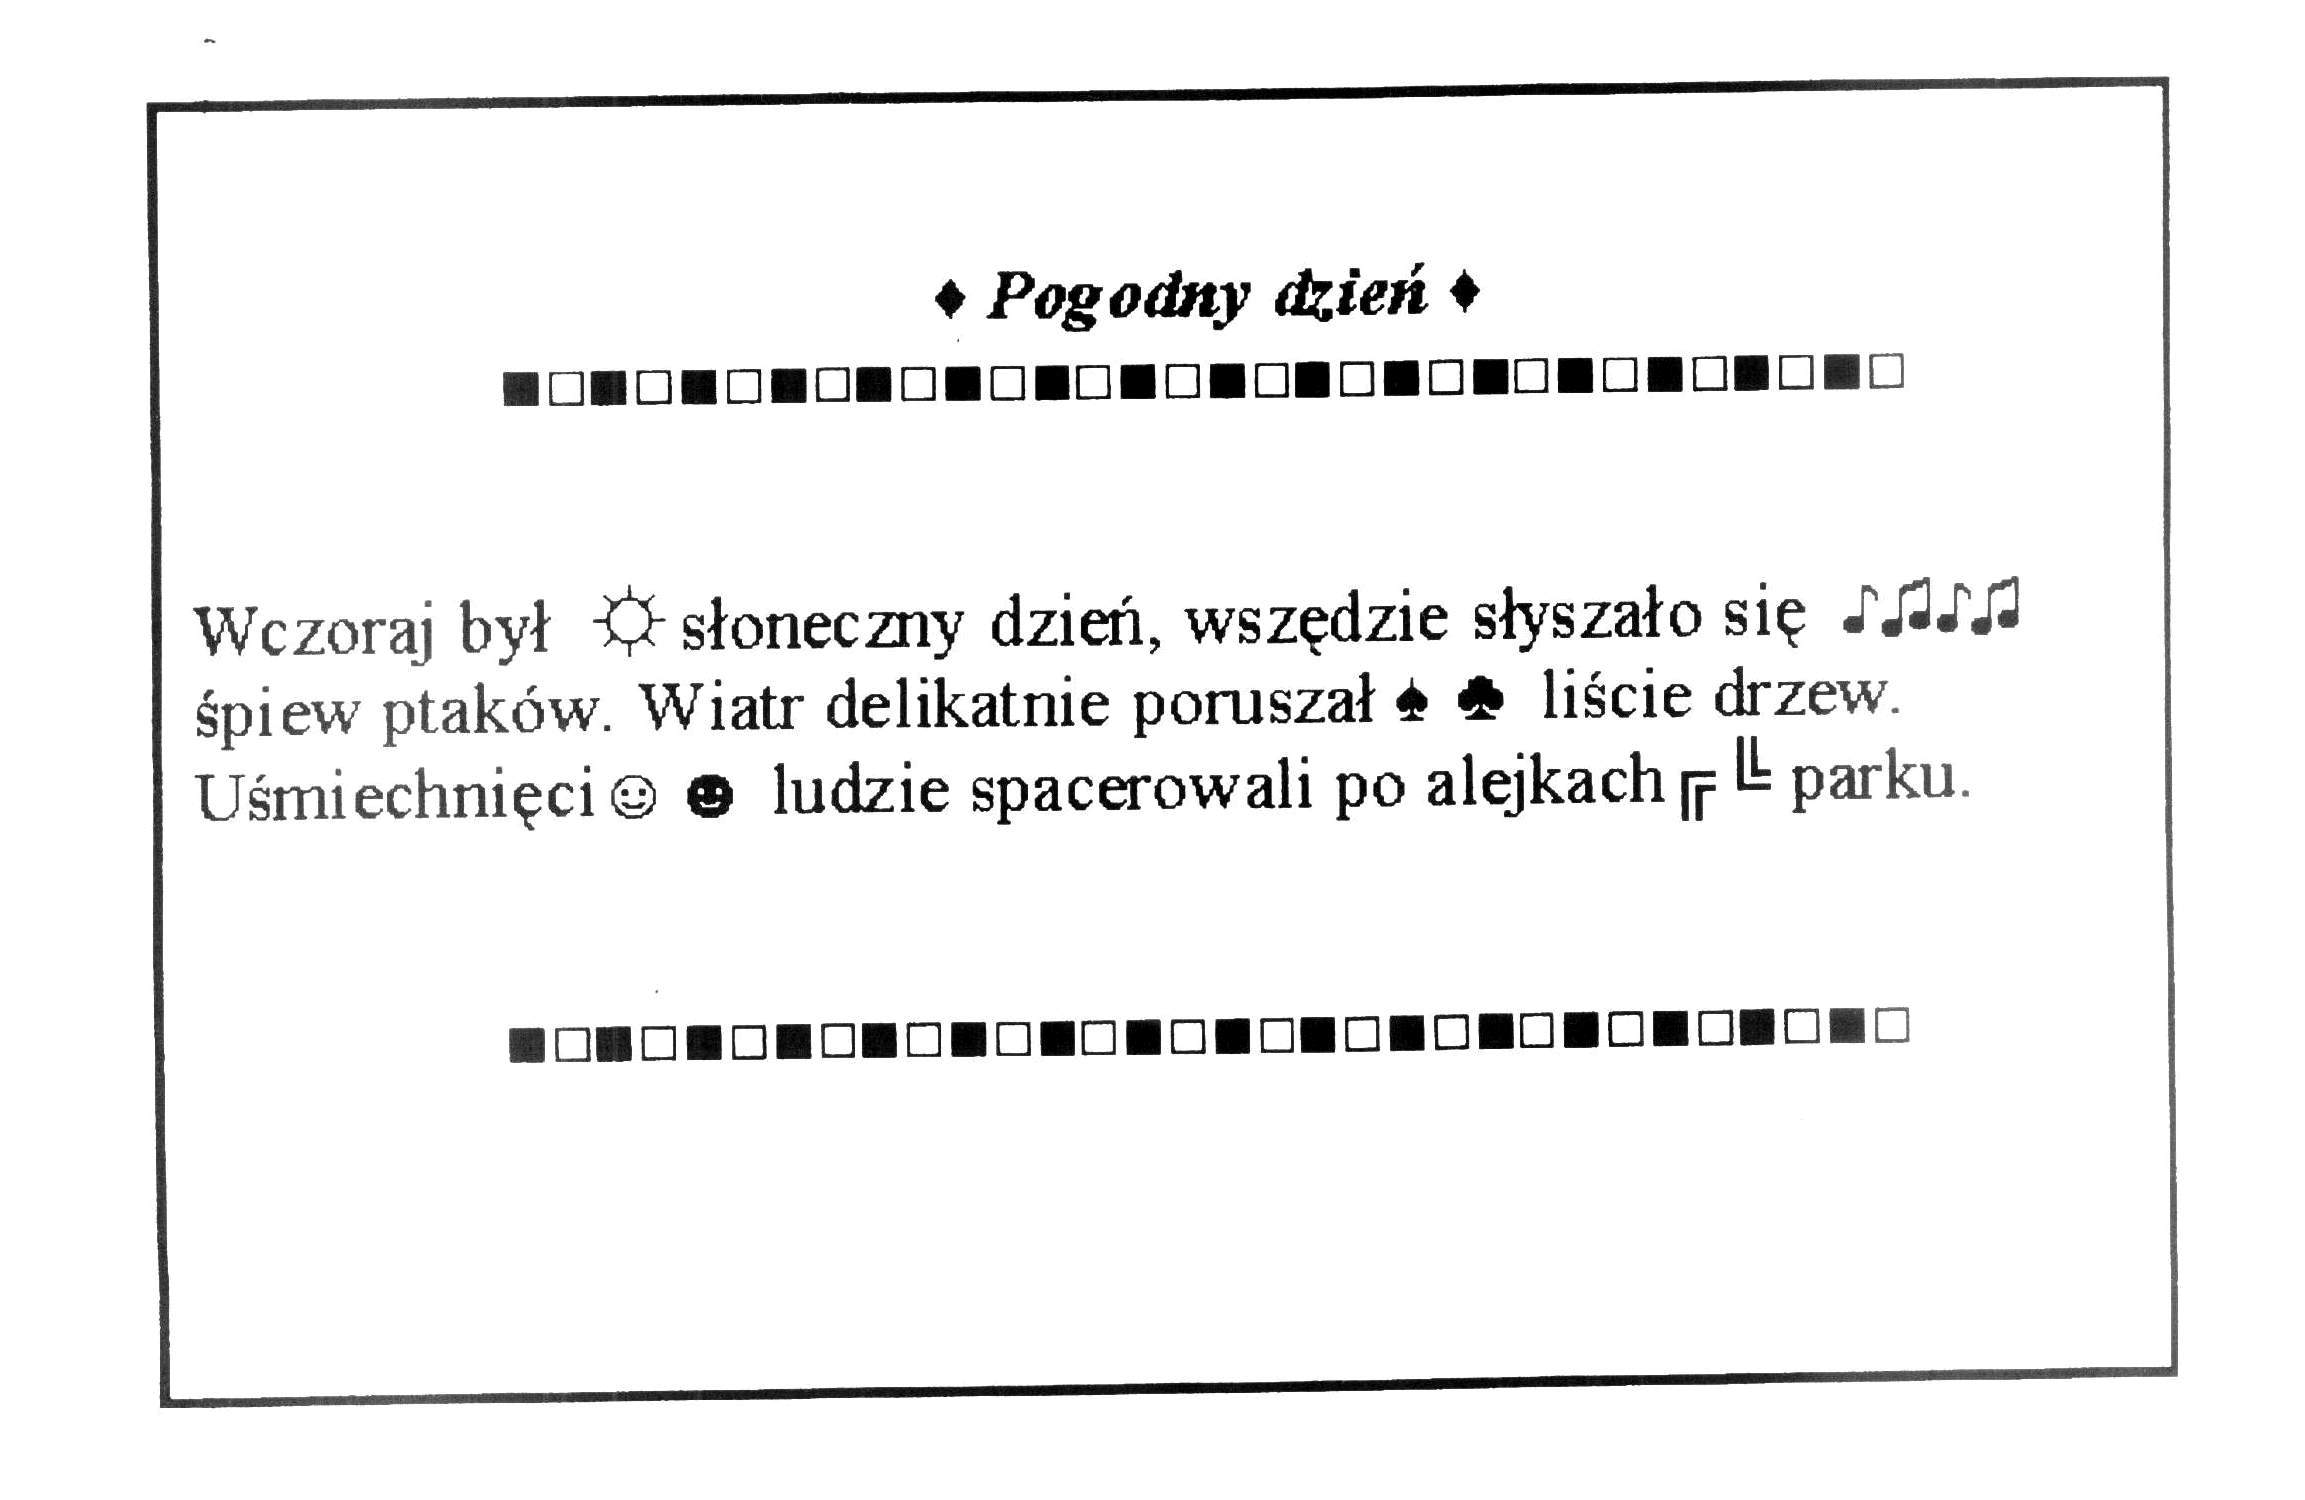 ♦ Pogodny dzień ♦
■□■□■□■□■□■□■□■□■□■□■□■□■□■□■□■□
Wczoraj był ☼ słoneczny dzień, wszędzie słyszało się ♪♫♪♫
śpiew ptaków. Wiatr delikatnie poruszał ♠ ♣ liście drzew.
Uśmiechnięci ☺ ☻ ludzie spacerowali po alejkach ╔ ╚ parku.
■□■□■□■□■□■□■□■□■□■□■□■□■□■□■□■□